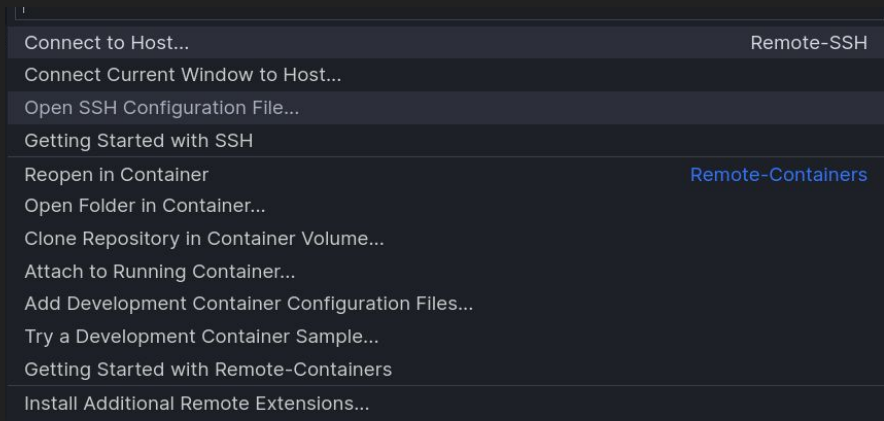 Connect to Host... Remote-SSH
Connect Current Window to Host...
Open SSH Configuration File...
Getting Started with SSH
Reopen in Container Remote-Containers
Open Folder in Container...
Clone Repository in Container Volume...
Attach to Running Container...
Add Development Container Configuration Files...
Try a Development Container Sample...
Getting Started with Remote-Containers
Install Additional Remote Extensions...